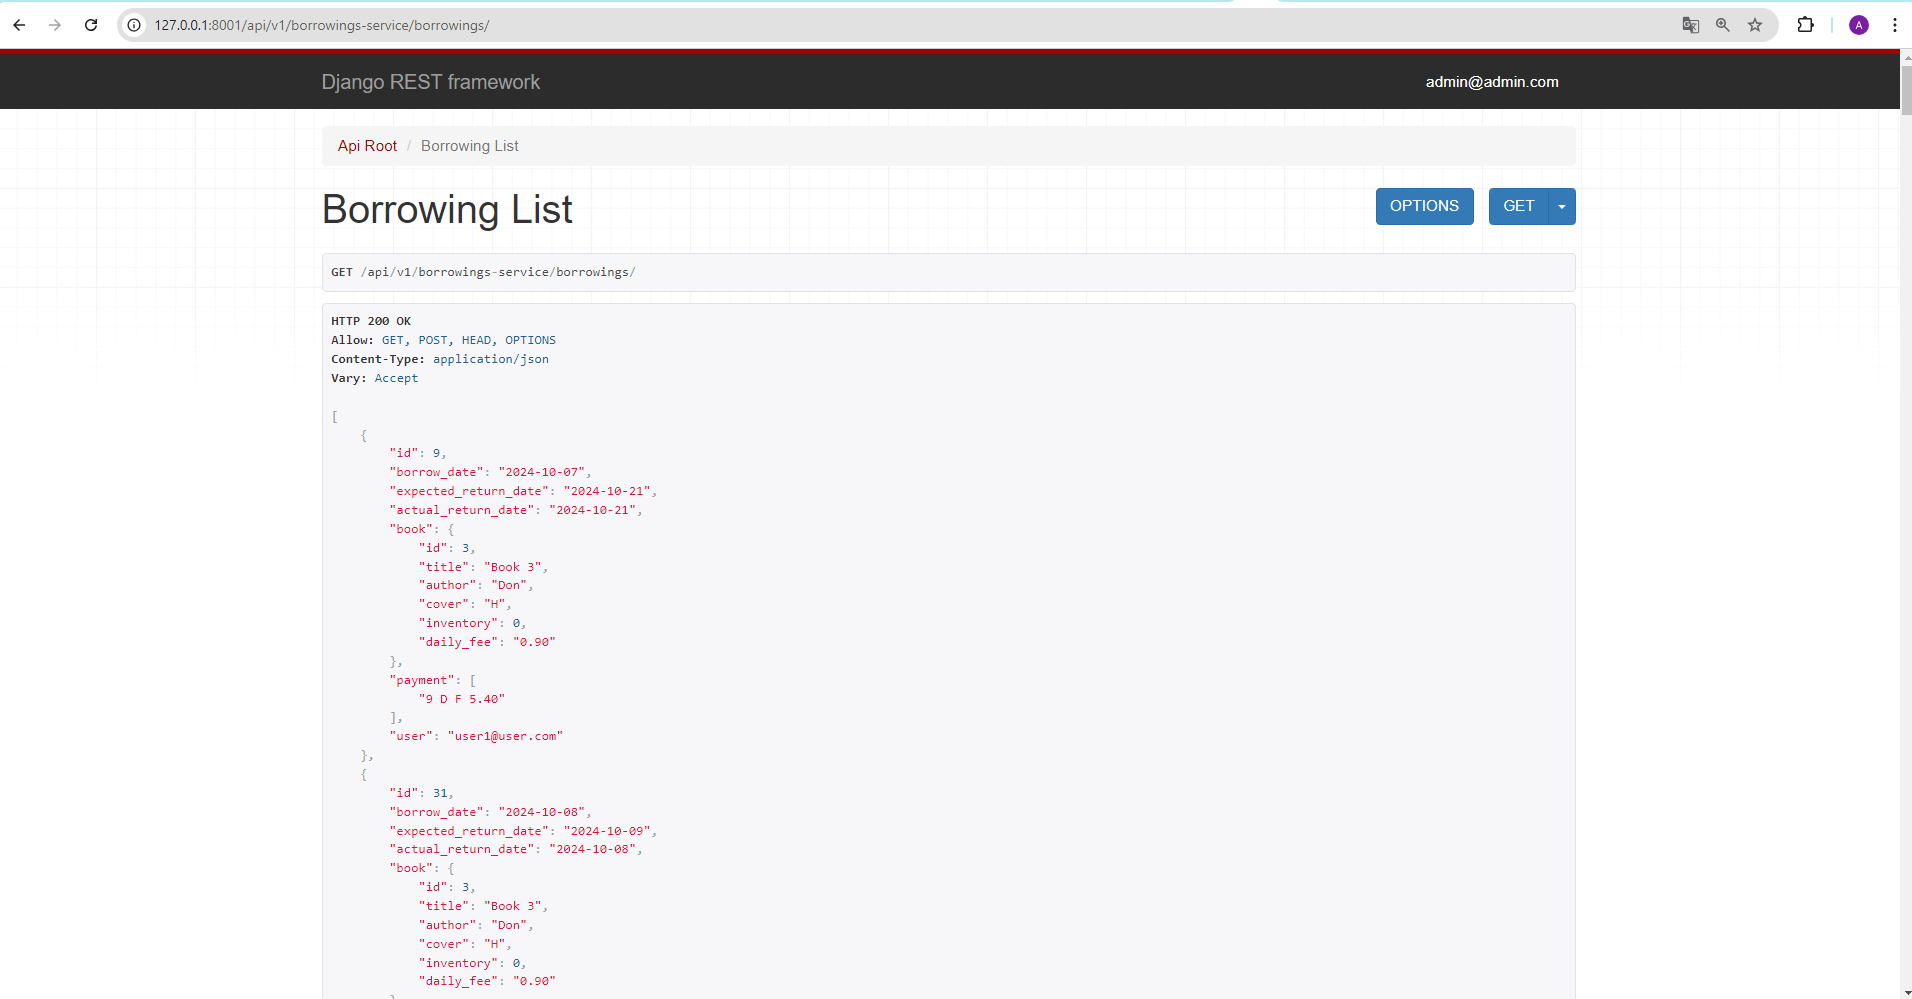 127.0.0.1:8001/api/v1/borrowings-service/borrowings/
A
Django REST framework
admin@admin.com
Api Root / Borrowing List
Borrowing List
OPTIONS
GET
GET /api/v1/borrowings-service/borrowings/
HTTP 200 OK
Allow: GET, POST, HEAD, OPTIONS
Content-Type: application/json
Vary: Accept
[
{
"id": 9,
"borrow_date": "2024-10-07",
"expected_return_date": "2024-10-21",
"actual_return_date": "2024-10-21",
"book": {
"id": 3,
"title": "Book 3",
"author": "Don",
"cover": "H",
"inventory": 0,
"daily_fee": "0.90"
},
"payment": [
"9 D F 5.40"
],
"user": "user1@user.com"
},
{
"id": 31,
"borrow_date": "2024-10-08",
"expected_return_date": "2024-10-09",
"actual_return_date": "2024-10-08",
"book": {
"id": 3,
"title": "Book 3",
"author": "Don",
"cover": "H",
"inventory": 0,
"daily_fee": "0.90"